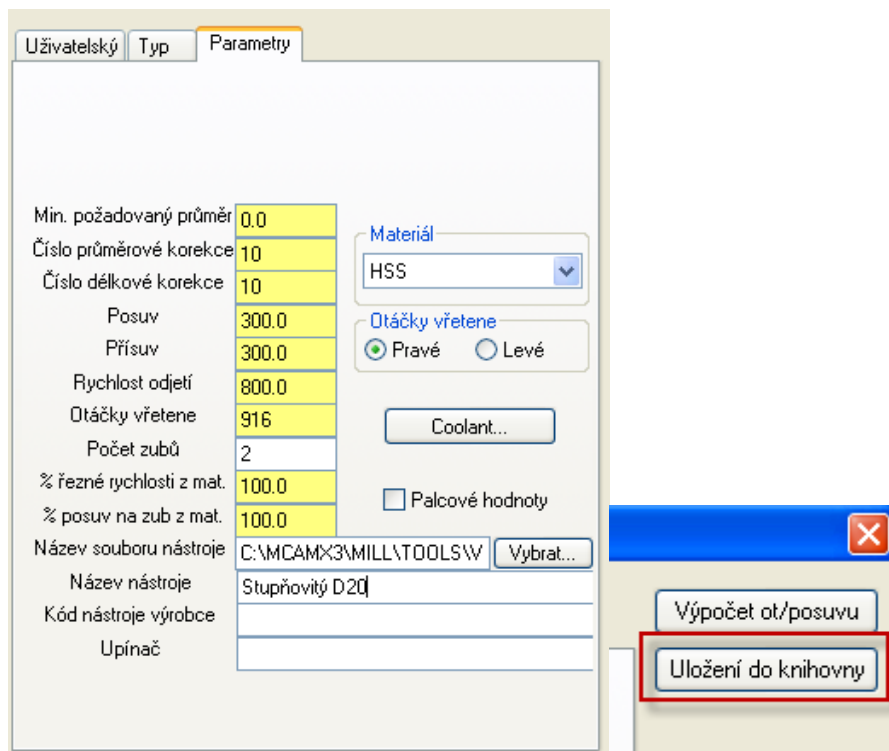 Uživatelský Typ Parametry
Min. požadovaný průměr 0.0
Číslo průměrové korekce 10
Číslo délkové korekce 10
Posuv 300.0
Přísuv 300.0
Rychlost odjetí 800.0
Otáčky vřetene 916
Počet zubů 2
% řezné rychlosti z mat. 100.0
% posuv na zub z mat. 100.0
Název souboru nástroje C:\MCAMX3\MILL\TOOLS\V Vybrat...
Název nástroje Stupňovitý D20
Kód nástroje výrobce
Upínač
Materiál
HSS
Otáčky vřetene
Pravé Levé
Coolant...
Palcové hodnoty
Výpočet ot/posuvu
Uložení do knihovny